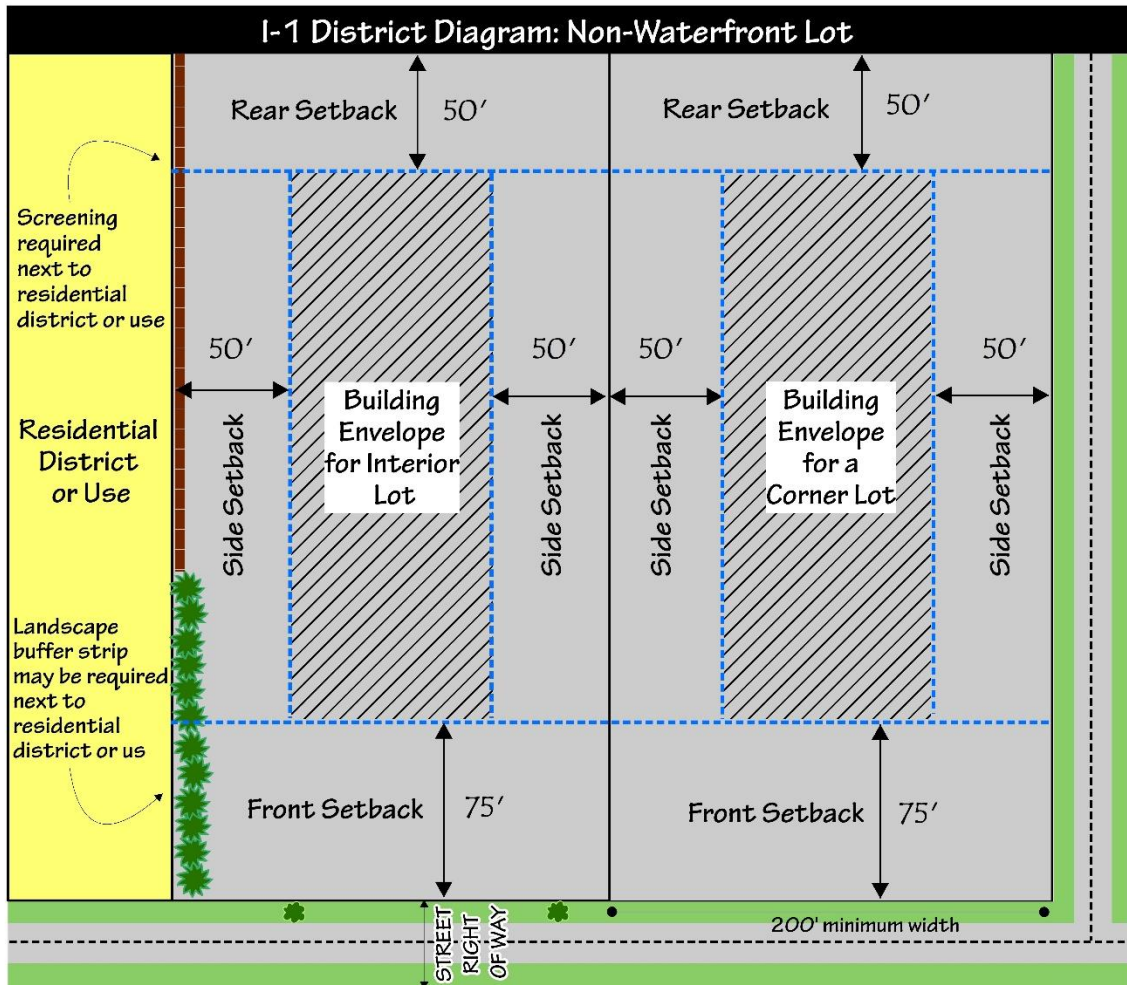 I-1 District Diagram: Non-Waterfront Lot
Rear Setback 50'
Rear Setback 50'
Screening
required
next to
residential
district or use
50'
50'
50'
50'
Residential
District
or Use
Side Setback
Building
Envelope
for Interior
Lot
Side Setback
Side Setback
Building
Envelope
for a
Corner Lot
Side Setback
Landscape
buffer strip
may be required
next to
residential
district or us
Front Setback 75'
Front Setback 75'
STREET
RIGHT
OF WAY
200' minimum width